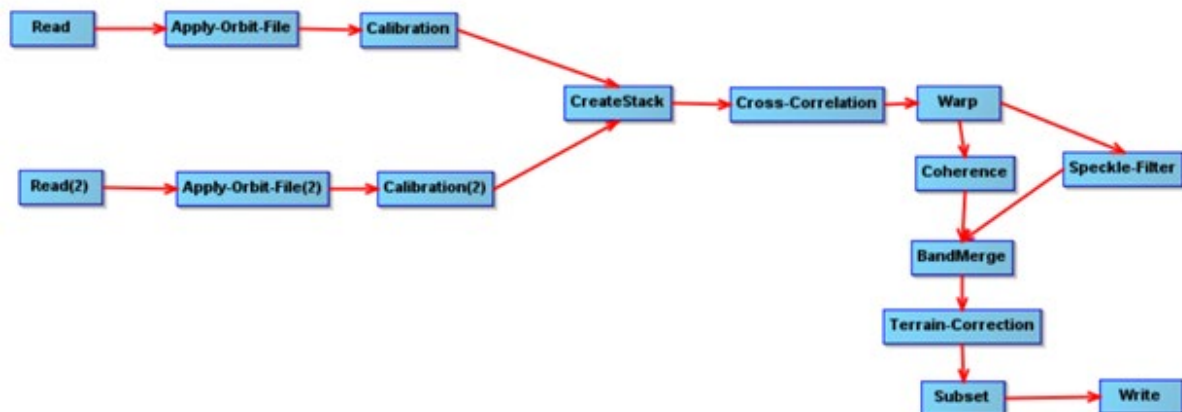 Read
Apply-Orbit-File
Calibration
CreateStack
Cross-Correlation
Warp
Read(2)
Apply-Orbit-File(2)
Calibration(2)
Coherence
Speckle-Filter
BandMerge
Terrain-Correction
Subset
Write